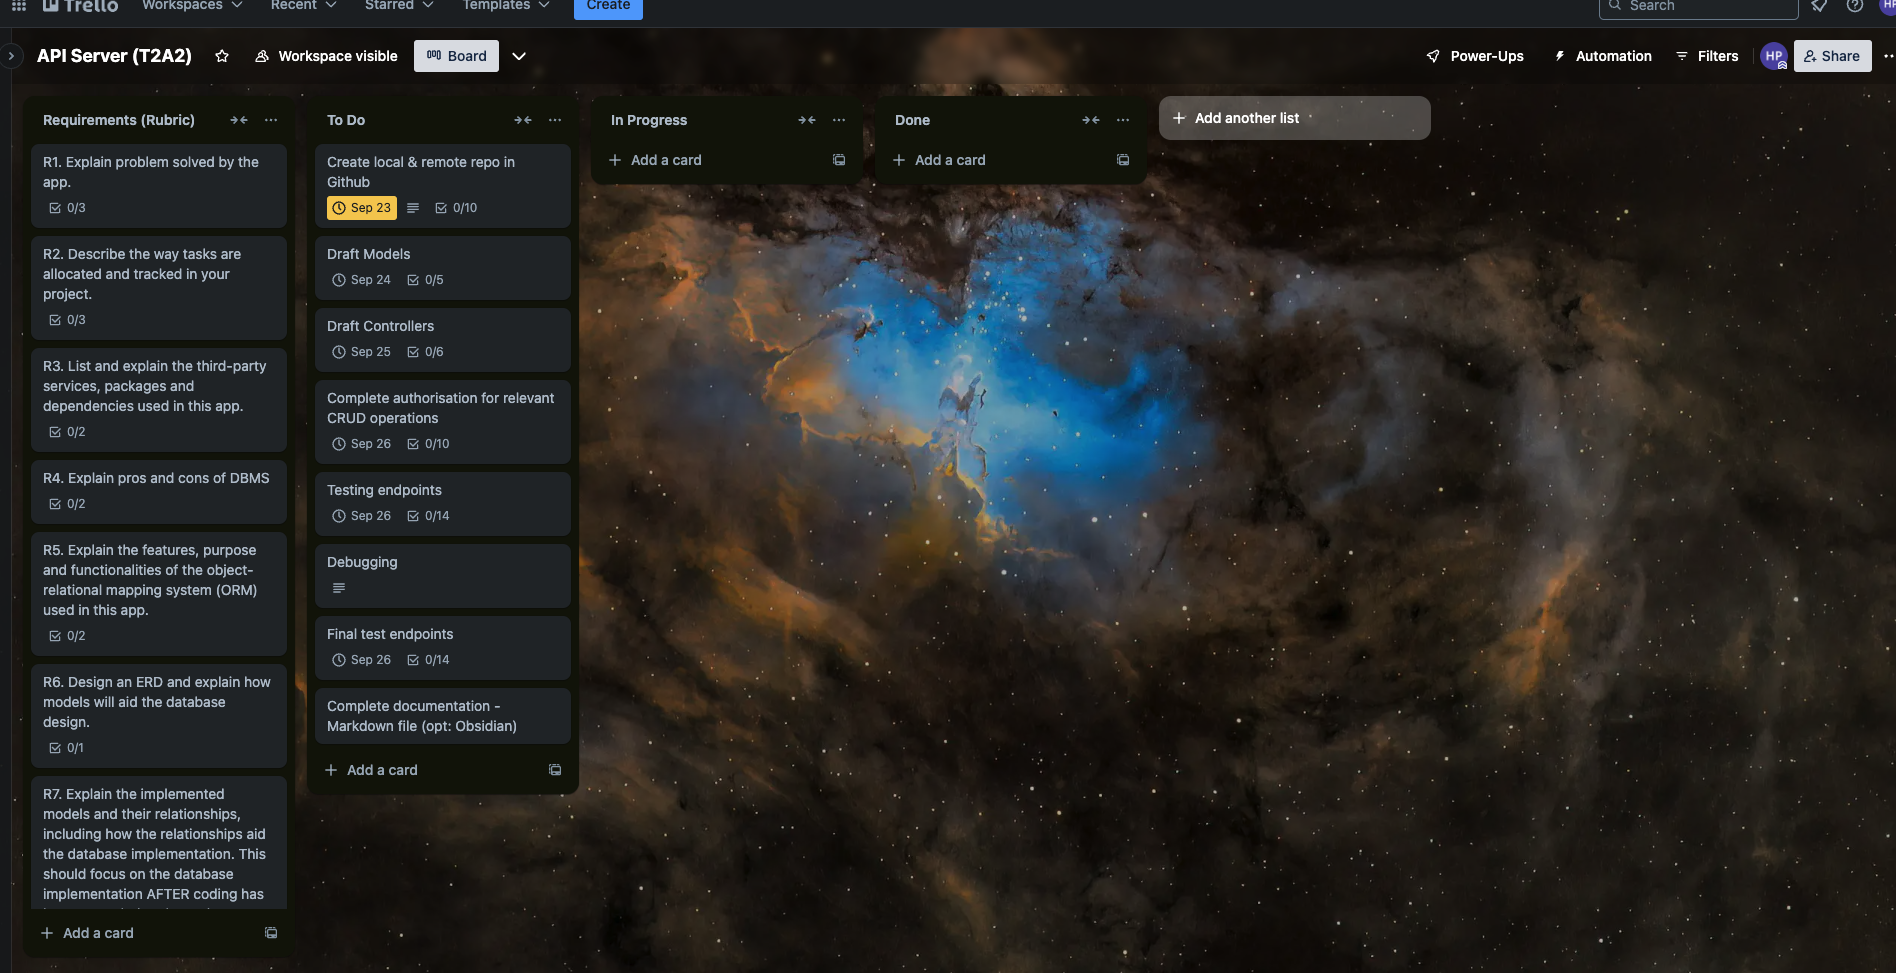 Trello
Workspaces
Recent
Starred
Templates
Create
Search
HP
API Server (T2A2)
Workspace visible
Board
Power-Ups
Automation
Filters
HP
Share
Requirements (Rubric)
R1. Explain problem solved by the
app.
0/3
R2. Describe the way tasks are
allocated and tracked in your
project.
0/3
R3. List and explain the third-party
services, packages and
dependencies used in this app.
0/2
R4. Explain pros and cons of DBMS
0/2
R5. Explain the features, purpose
and functionalities of the object-
relational mapping system (ORM)
used in this app.
0/2
R6. Design an ERD and explain how
models will aid the database
design.
0/1
R7. Explain the implemented
models and their relationships,
including how the relationships aid
the database implementation. This
should focus on the database
implementation AFTER coding has
Add a card
To Do
Create local & remote repo in
Github
Sep 23 0/10
Draft Models
Sep 24 0/5
Draft Controllers
Sep 25 0/6
Complete authorisation for relevant
CRUD operations
Sep 26 0/10
Testing endpoints
Sep 26 0/14
Debugging
Final test endpoints
Sep 26 0/14
Complete documentation -
Markdown file (opt: Obsidian)
Add a card
In Progress
Add a card
Done
Add a card
Add another list